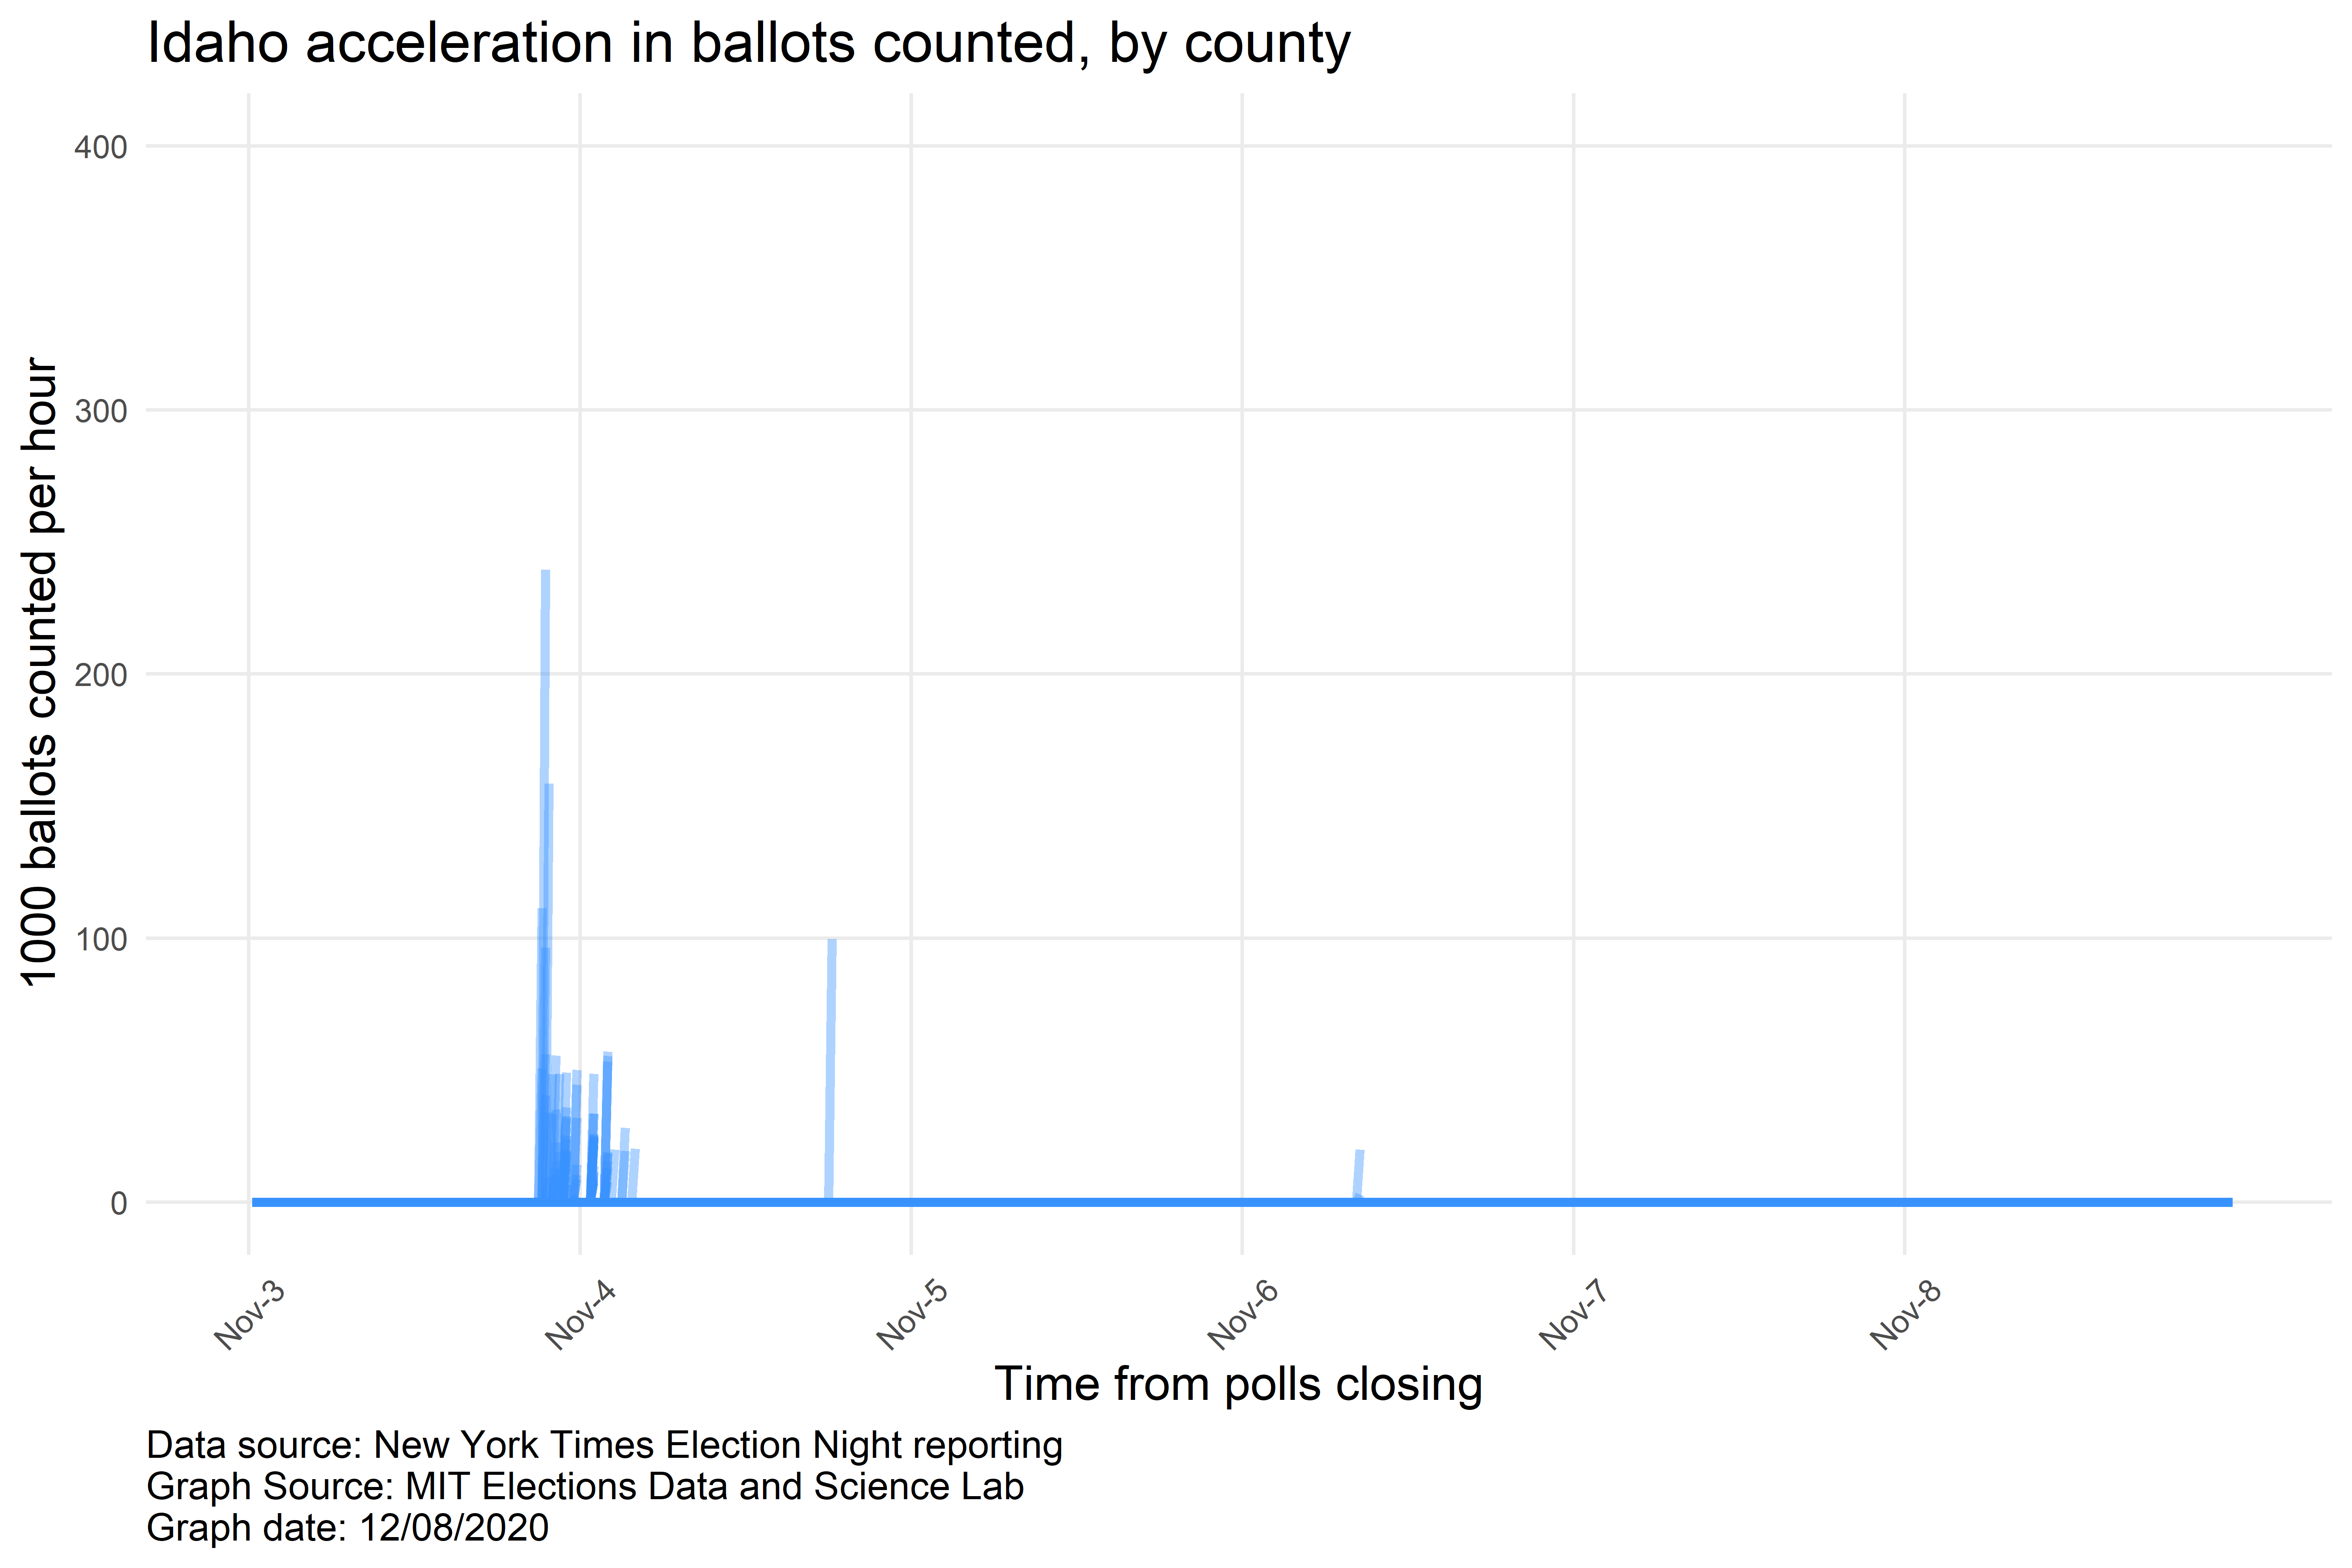 Idaho acceleration in ballots counted, by county
1000 ballots counted per hour
400
300
200
100
0
Nov-3
Nov-4
Nov-5
Nov-6
Nov-7
Nov-8
Time from polls closing
Data source: New York Times Election Night reporting
Graph Source: MIT Elections Data and Science Lab
Graph date: 12/08/2020